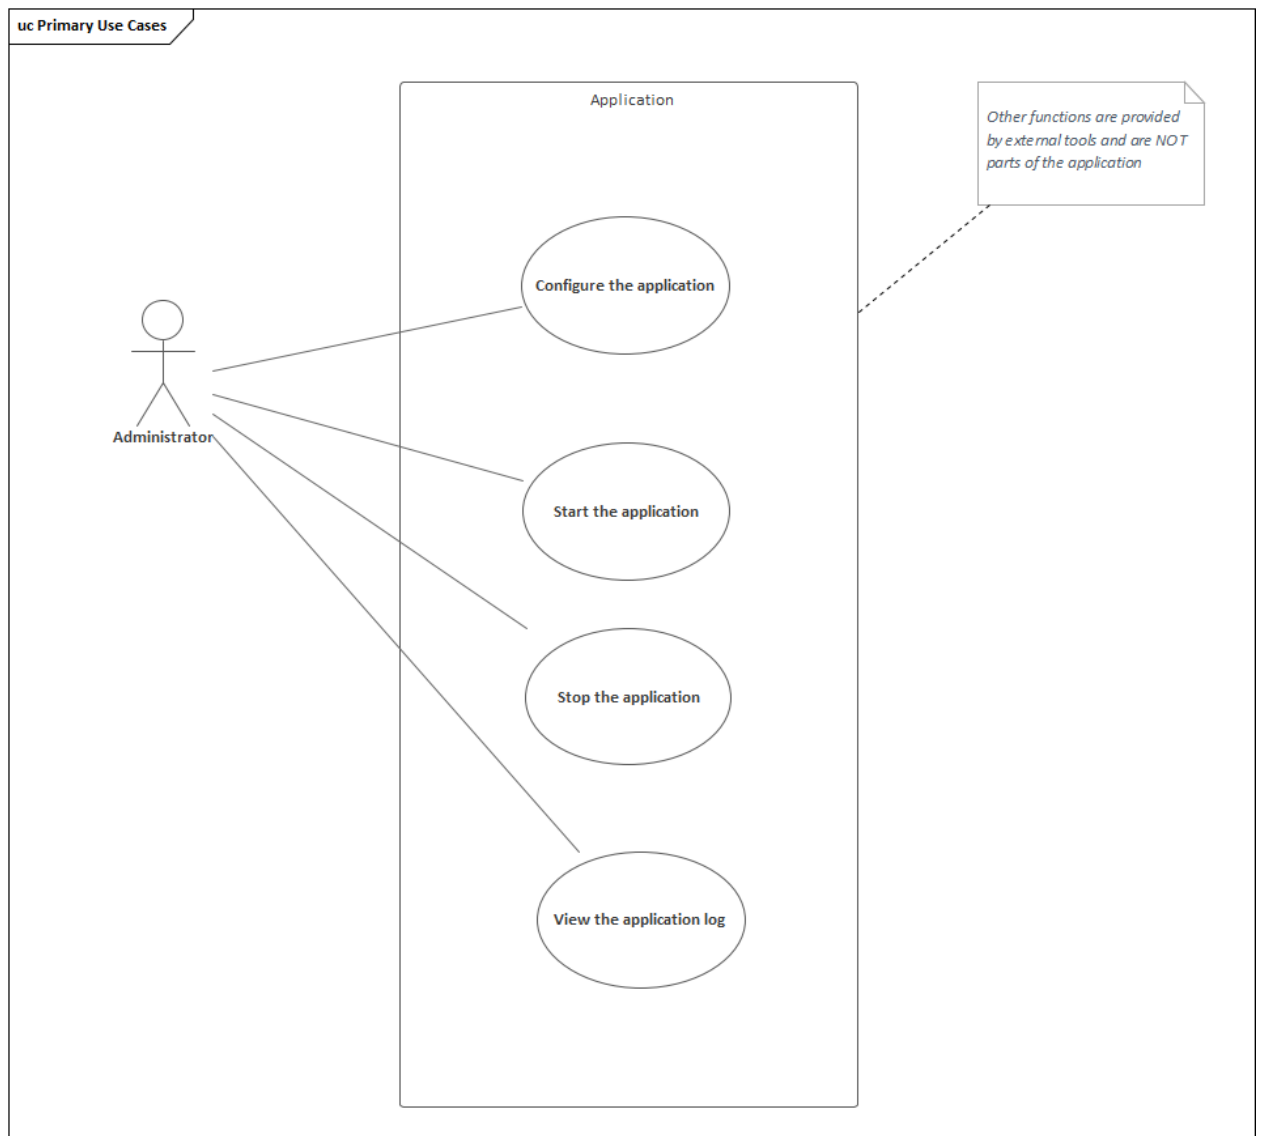 uc Primary Use Cases
Application
Other functions are provided
by external tools and are NOT
parts of the application
Configure the application
Administrator
Start the application
Stop the application
View the application log